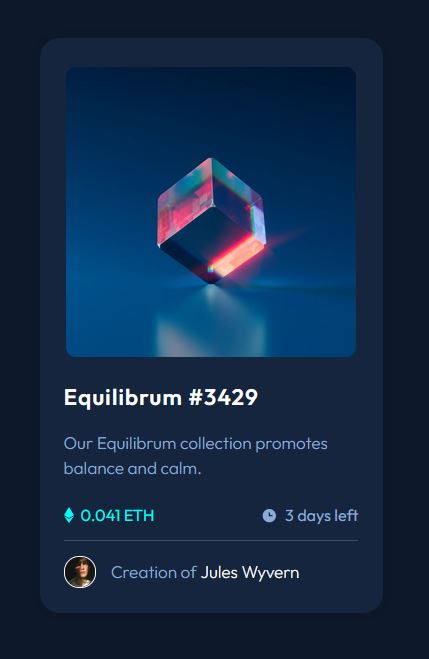 Equilibrum #3429
Our Equilibrum collection promotes
balance and calm.
0.041 ETH
3 days left
Creation of Jules Wyvern